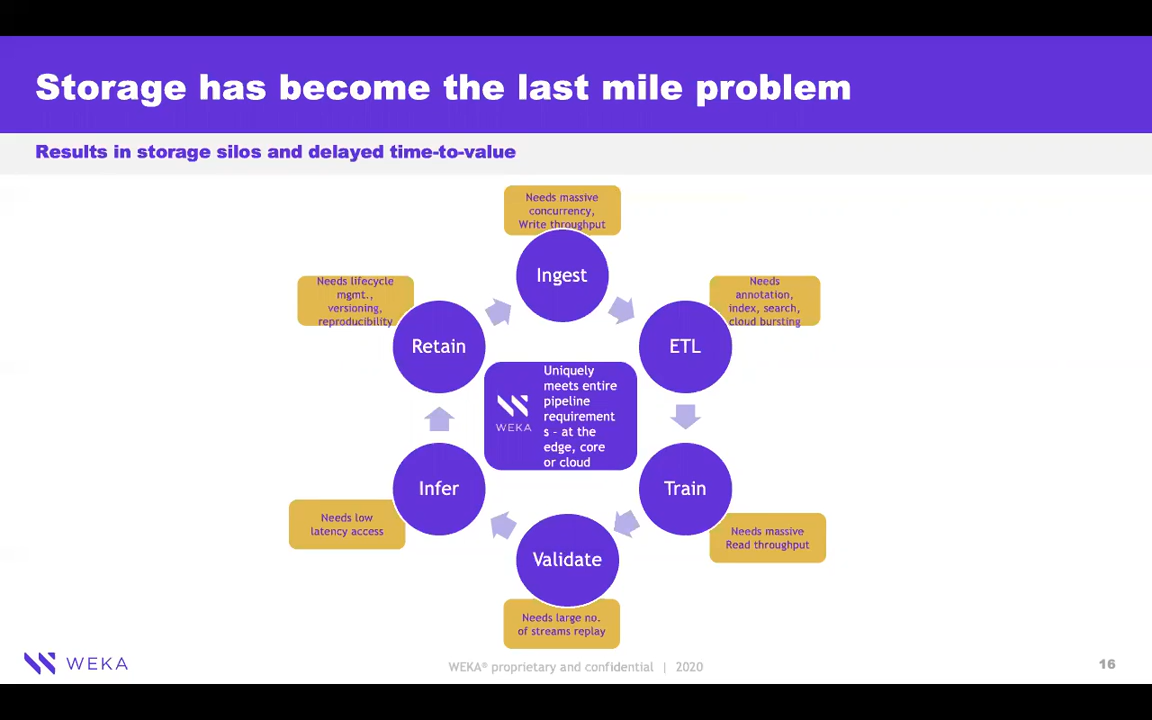 Storage has become the last mile problem
Results in storage silos and delayed time-to-value
Needs massive
concurrency,
Write throughput
Ingest
Needs
annotation,
index, search,
cloud bursting
ETL
Needs lifecycle
mgmt.,
versioning,
reproducibility
Retain
WEKA
Uniquely
meets entire
pipeline
requirement
s - at the
edge, core
or cloud
Infer
Train
Needs low
latency access
Needs massive
Read throughput
Validate
Needs large no.
of streams replay
WEKA
WEKA® proprietary and confidential | 2020
16